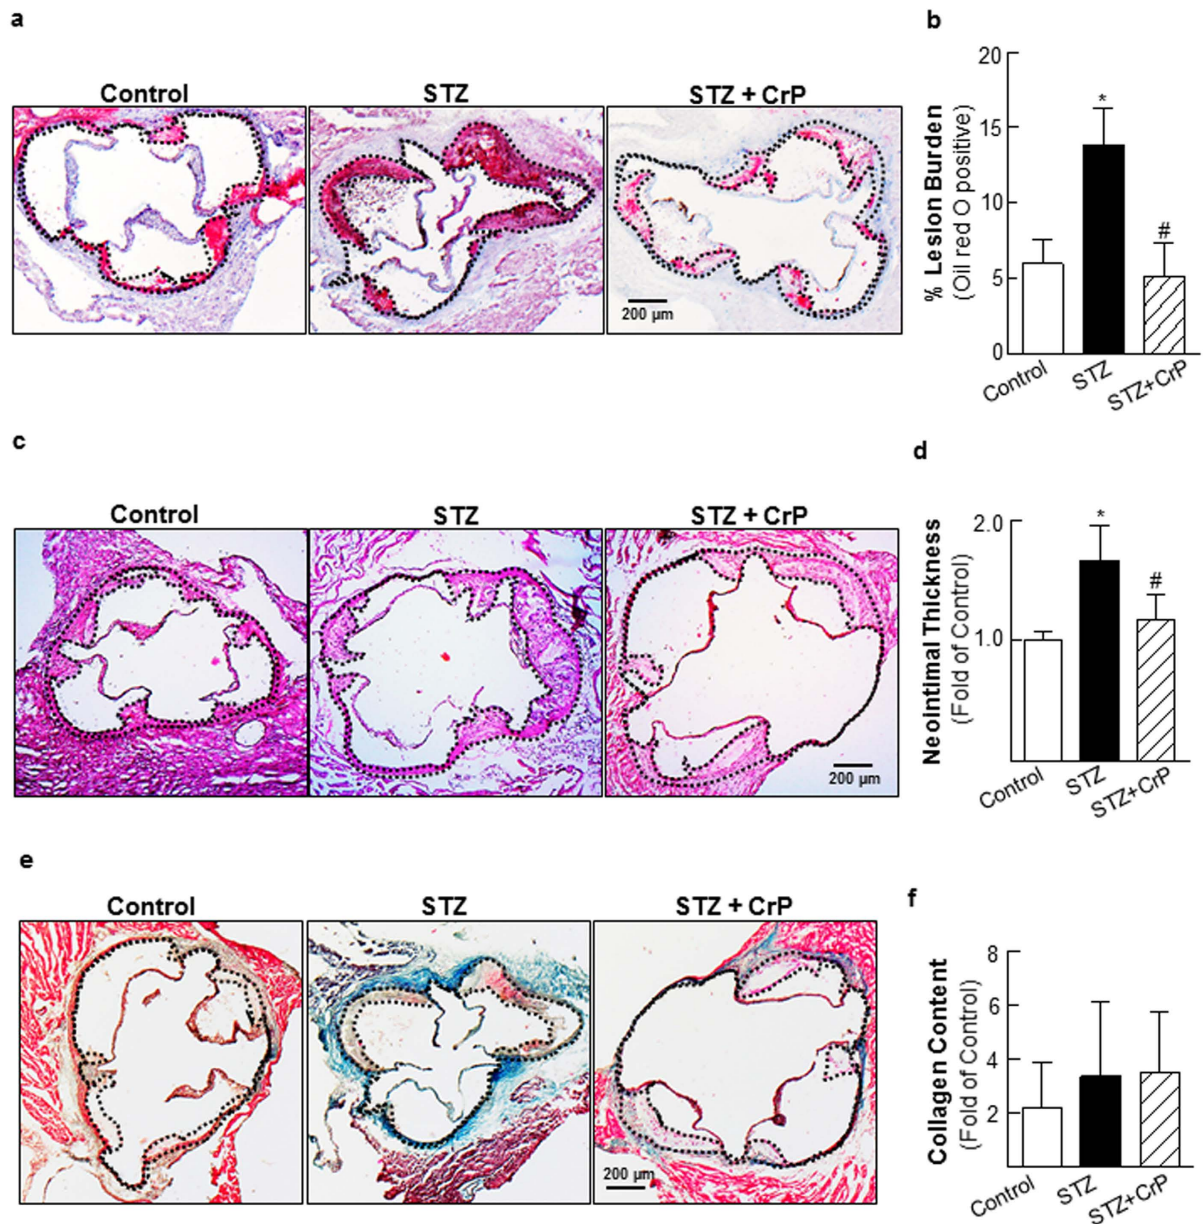 a
Control
STZ
STZ + CrP
200 µm
b
% Lesion Burden
(Oil red O positive)
20
15
10
5
0
*
#
Control
STZ
STZ+CrP
c
Control
STZ
STZ + CrP
200 µm
d
Neointimal Thickness
(Fold of Control)
2.0
1.0
*
#
Control
STZ
STZ+CrP
e
Control
STZ
STZ + CrP
200 µm
f
Collagen Content
(Fold of Control)
8
6
4
2
Control
STZ
STZ+CrP